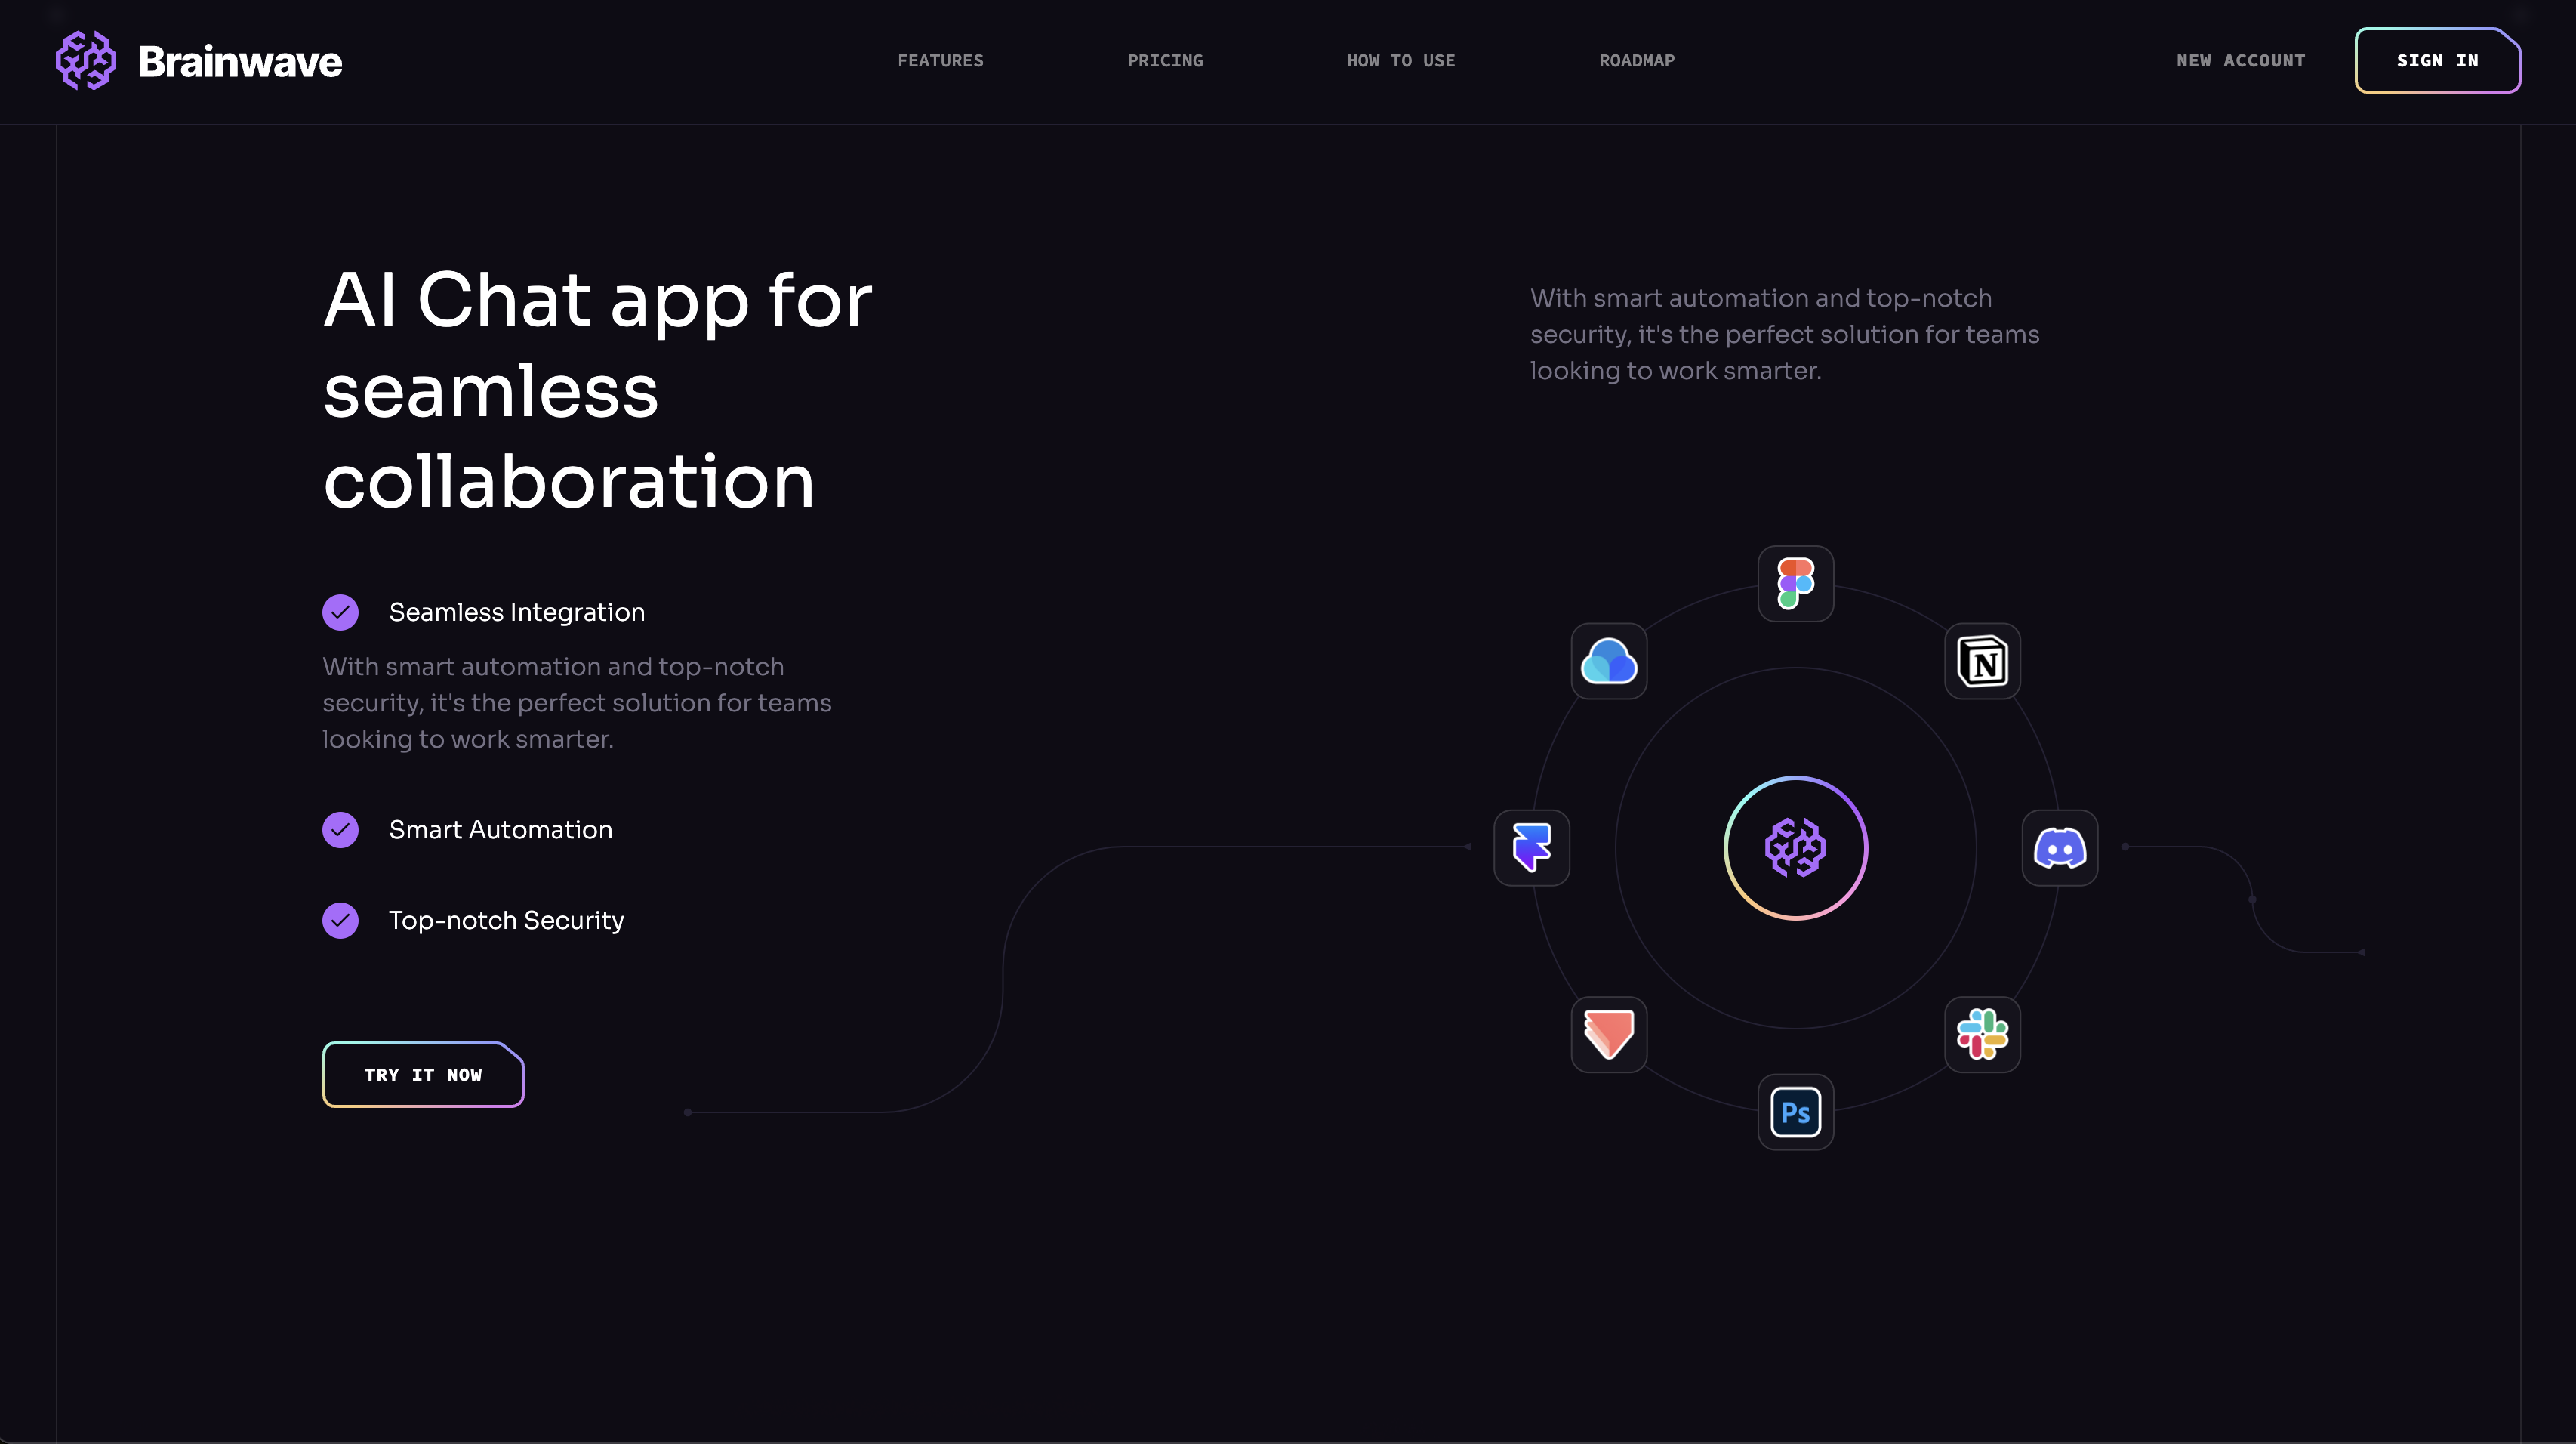 Brainwave
FEATURES
PRICING
HOW TO USE
ROADMAP
NEW ACCOUNT
SIGN IN
AI Chat app for
seamless
collaboration
Seamless Integration
With smart automation and top-notch
security, it's the perfect solution for teams
looking to work smarter.
Smart Automation
Top-notch Security
TRY IT NOW
With smart automation and top-notch
security, it's the perfect solution for teams
looking to work smarter.
N
Ps